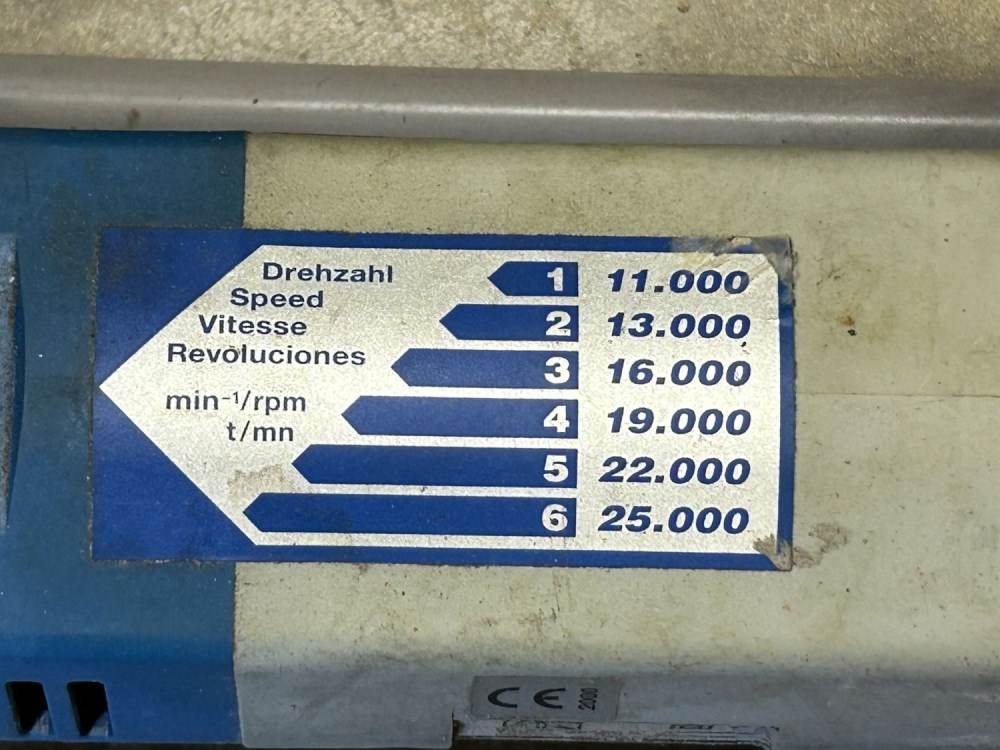 Drehzahl
Speed
Vitesse
Revoluciones
min⁻¹/rpm
t/mn
1 11.000
2 13.000
3 16.000
4 19.000
5 22.000
6 25.000
CE 2000